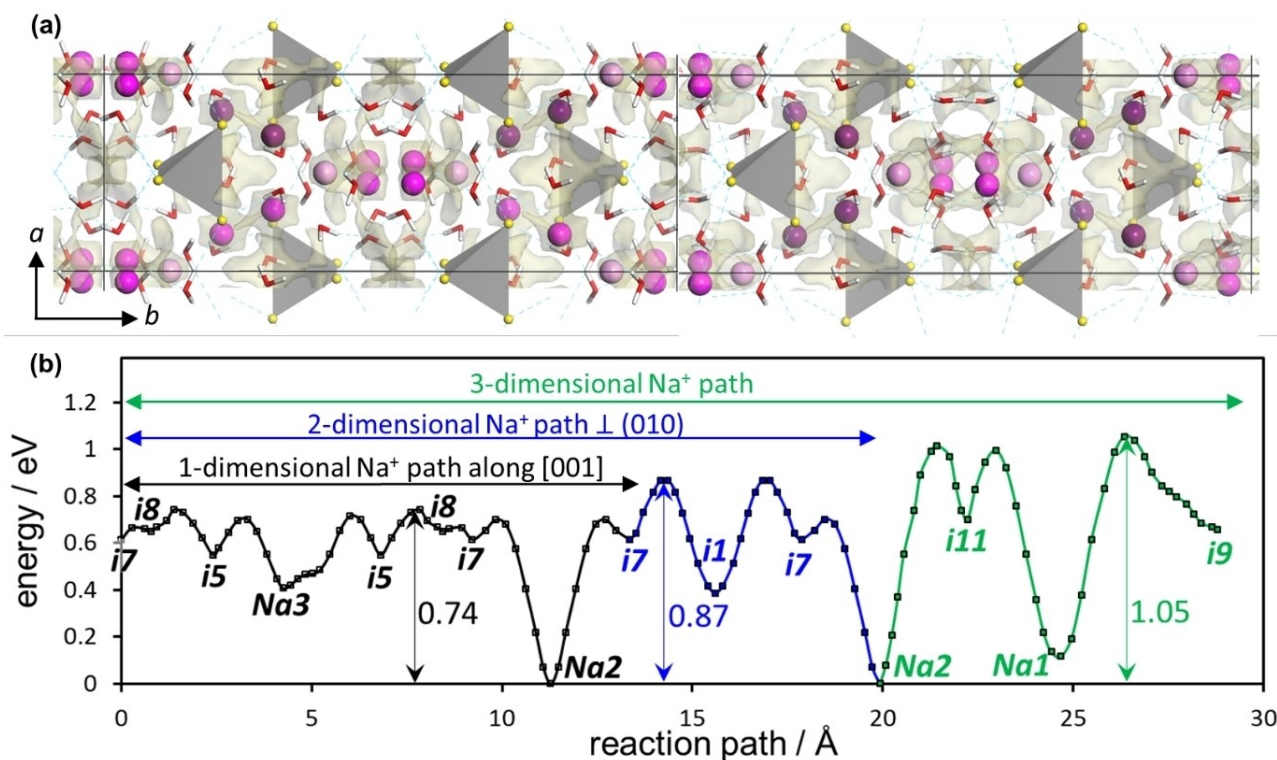 (a)
a
b
(b)
3-dimensional Na⁺ path
2-dimensional Na⁺ path ⊥ (010)
1-dimensional Na⁺ path along [001]
energy / eV
1.2
1
0.8
0.6
0.4
0.2
0
i7
i8
i5
Na3
i5
i8
i7
0.74
Na2
i7
i1
0.87
i7
Na2
i11
Na1
1.05
i9
0 5 10 15 20 25 30
reaction path / Å